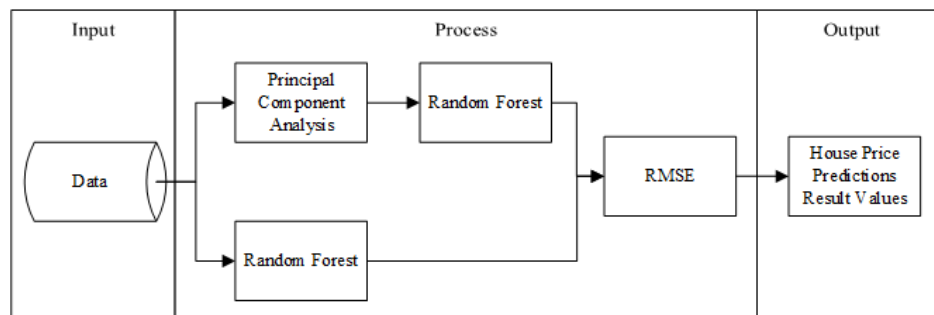 Input
Process
Output
Principal
Component
Analysis
Random Forest
Data
RMSE
House Price
Predictions
Result Values
Random Forest